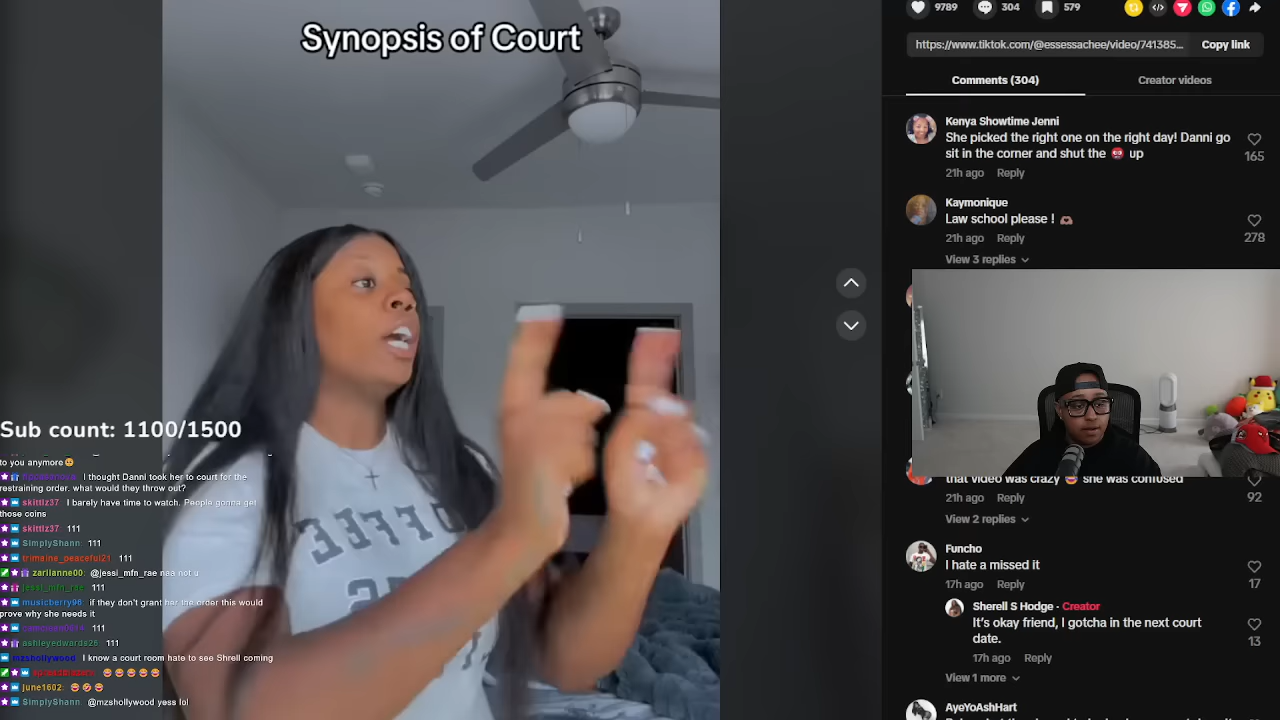 Synopsis of Court
Sub count: 1100/1500
to you anymore
I thought Danni took her to court for the
restraining order. what would they throw out?
skittlz37 I barely have time to watch. People gonna get
those coins
skittlz37 111
SimplyShann 111
trimaine_peaceful21 111
zarilanne00: @jessi_mfn_rae naa not u
jessi_mfn_rae 111
musicberry96 if they don't grant her the order this would
prove why she needs it
111
ashleyedwards26: 111
mzshollywood I know a court room hate to see Shrell coming
june1602:
SimplyShann @mzshollywood yess lol
9789
304
579
https://www.tiktok.com/@essessachee/video/741385...
Copy link
Comments (304)
Creator videos
Kenya Showtime Jenni
She picked the right one on the right day! Danni go
sit in the corner and shut the 🤬 up
165
21h ago Reply
Kaymonique
Law school please ! 🫶🏾
278
21h ago Reply
View 3 replies
that video was crazy she was confused
21h ago Reply
92
View 2 replies
Funcho
I hate a missed it
17h ago Reply
17
Sherell S Hodge · Creator
It's okay friend, I gotcha in the next court
date.
13
17h ago Reply
View 1 more
AyeYoAshHart